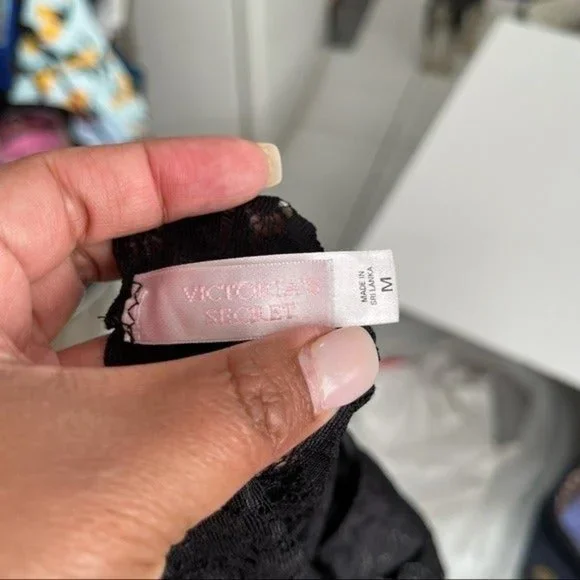 VICTORIA'S
SECRET
MADE IN
SRI LANKA
M